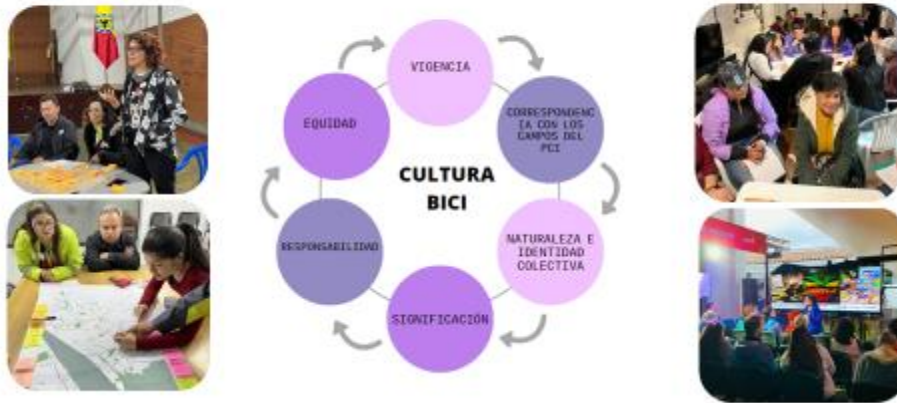 VIGENCIA
CORRESPONDENC
IA CON LOS
CAMPOS DEL
PCI
NATURALEZA E
IDENTIDAD
COLECTIVA
SIGNIFICACIÓN
RESPONSABILIDAD
EQUIDAD
CULTURA
BICI